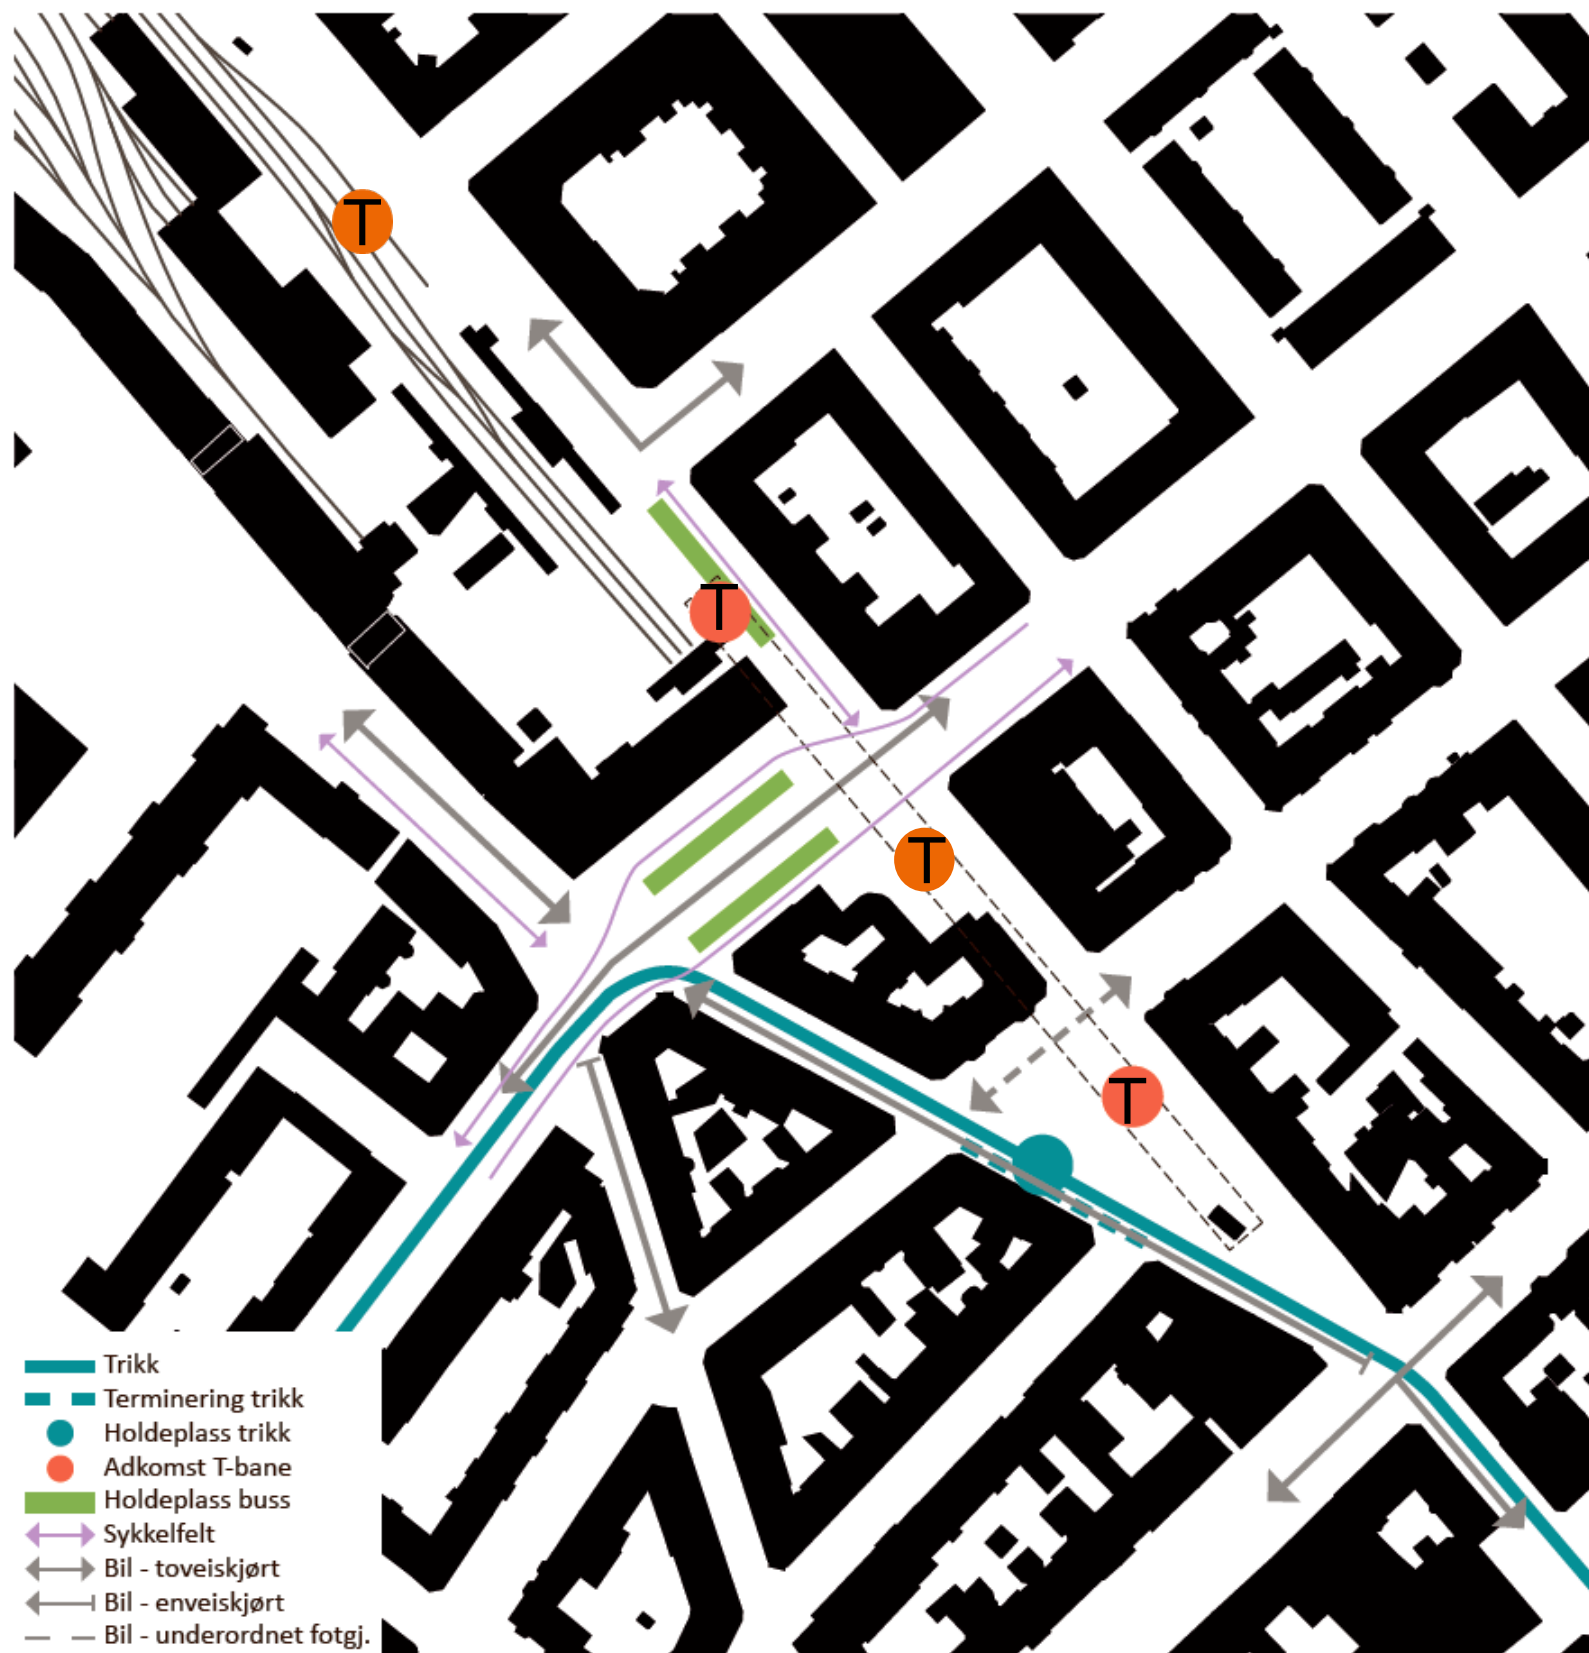 T
T
T
T
Trikk
Terminering trikk
Holdeplass trikk
Adkomst T-bane
Holdeplass buss
Sykkelfelt
Bil - toveiskjørt
Bil - enveiskjørt
Bil - underordnet fotgj.